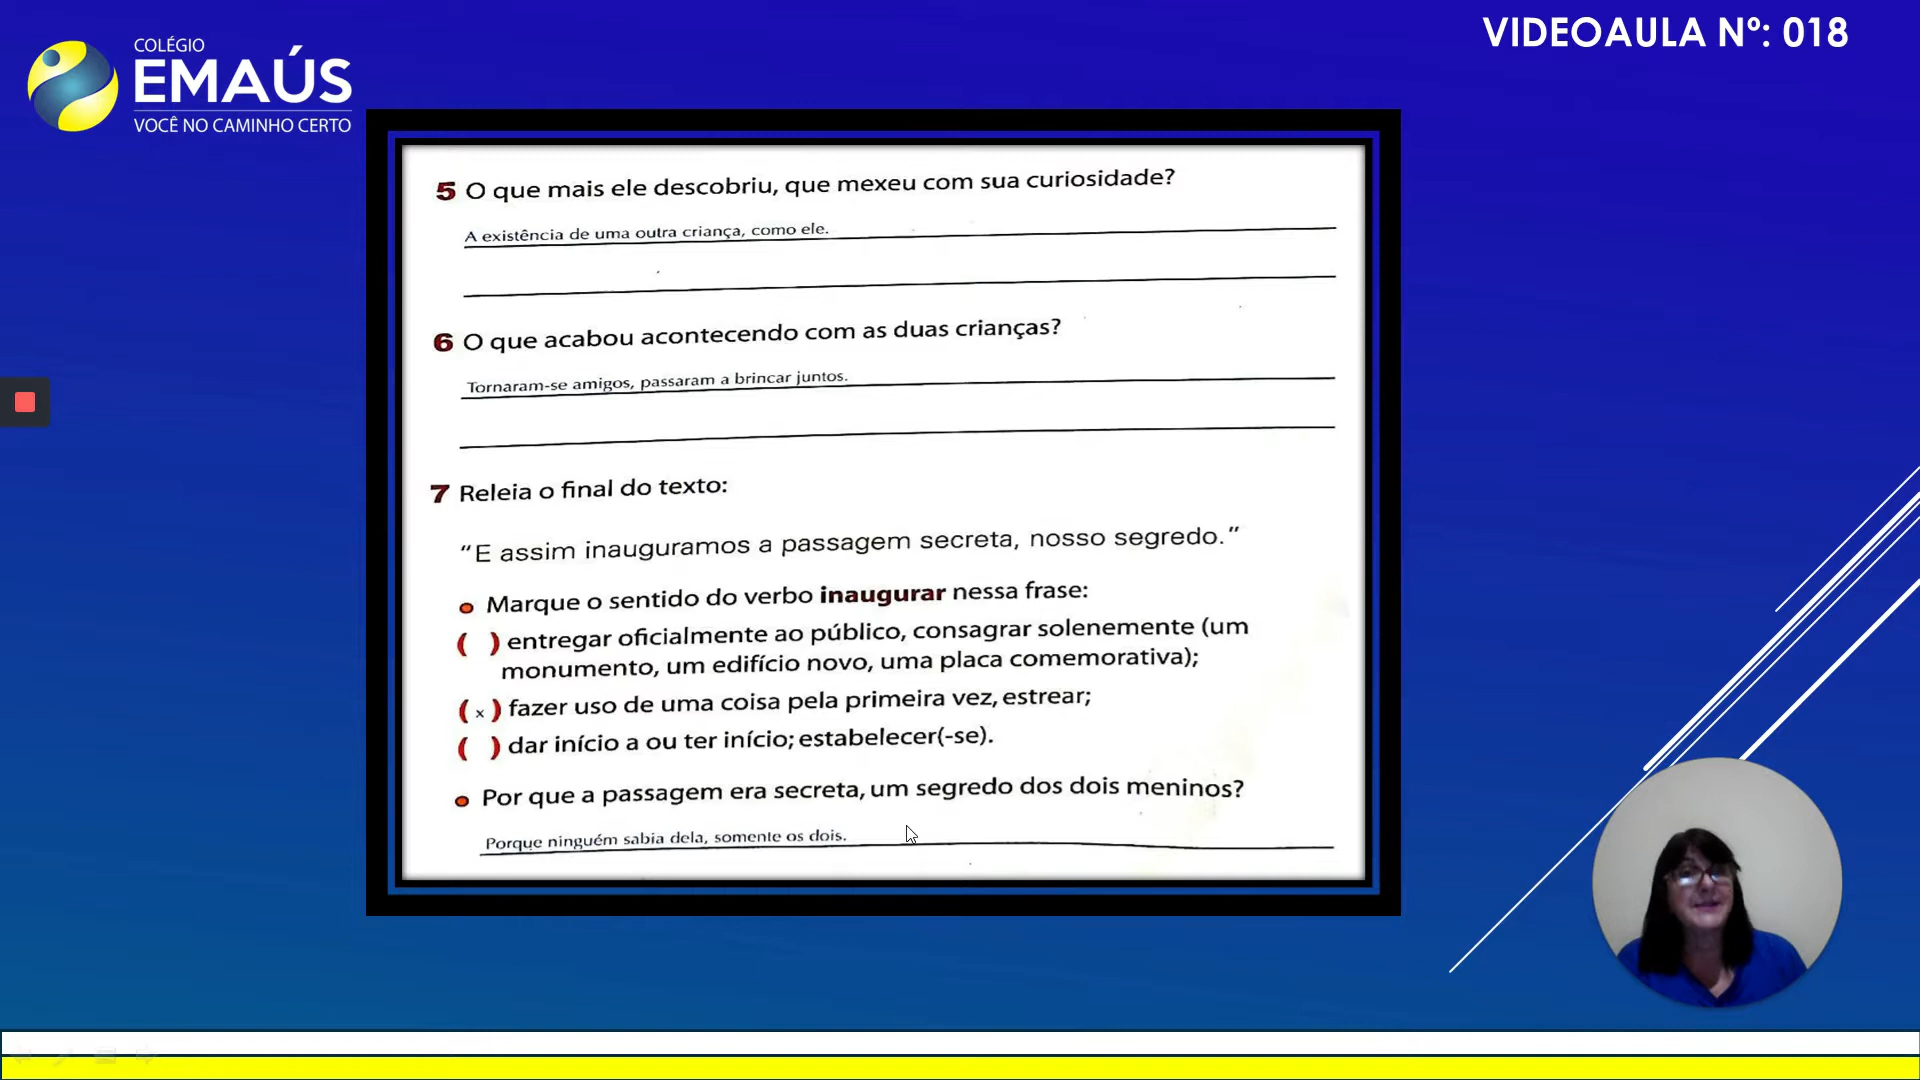 VIDEOAULA Nº: 018
COLÉGIO
EMAÚS
VOCÊ NO CAMINHO CERTO
5 O que mais ele descobriu, que mexeu com sua curiosidade?
A existência de uma outra criança, como ele.
6 O que acabou acontecendo com as duas crianças?
Tornaram-se amigos, passaram a brincar juntos.
7 Releia o final do texto:
“E assim inauguramos a passagem secreta, nosso segredo.”
Marque o sentido do verbo inaugurar nessa frase:
( ) entregar oficialmente ao público, consagrar solenemente (um
monumento, um edifício novo, uma placa comemorativa);
( x ) fazer uso de uma coisa pela primeira vez, estrear;
( ) dar início a ou ter início; estabelecer(-se).
Por que a passagem era secreta, um segredo dos dois meninos?
Porque ninguém sabia dela, somente os dois.